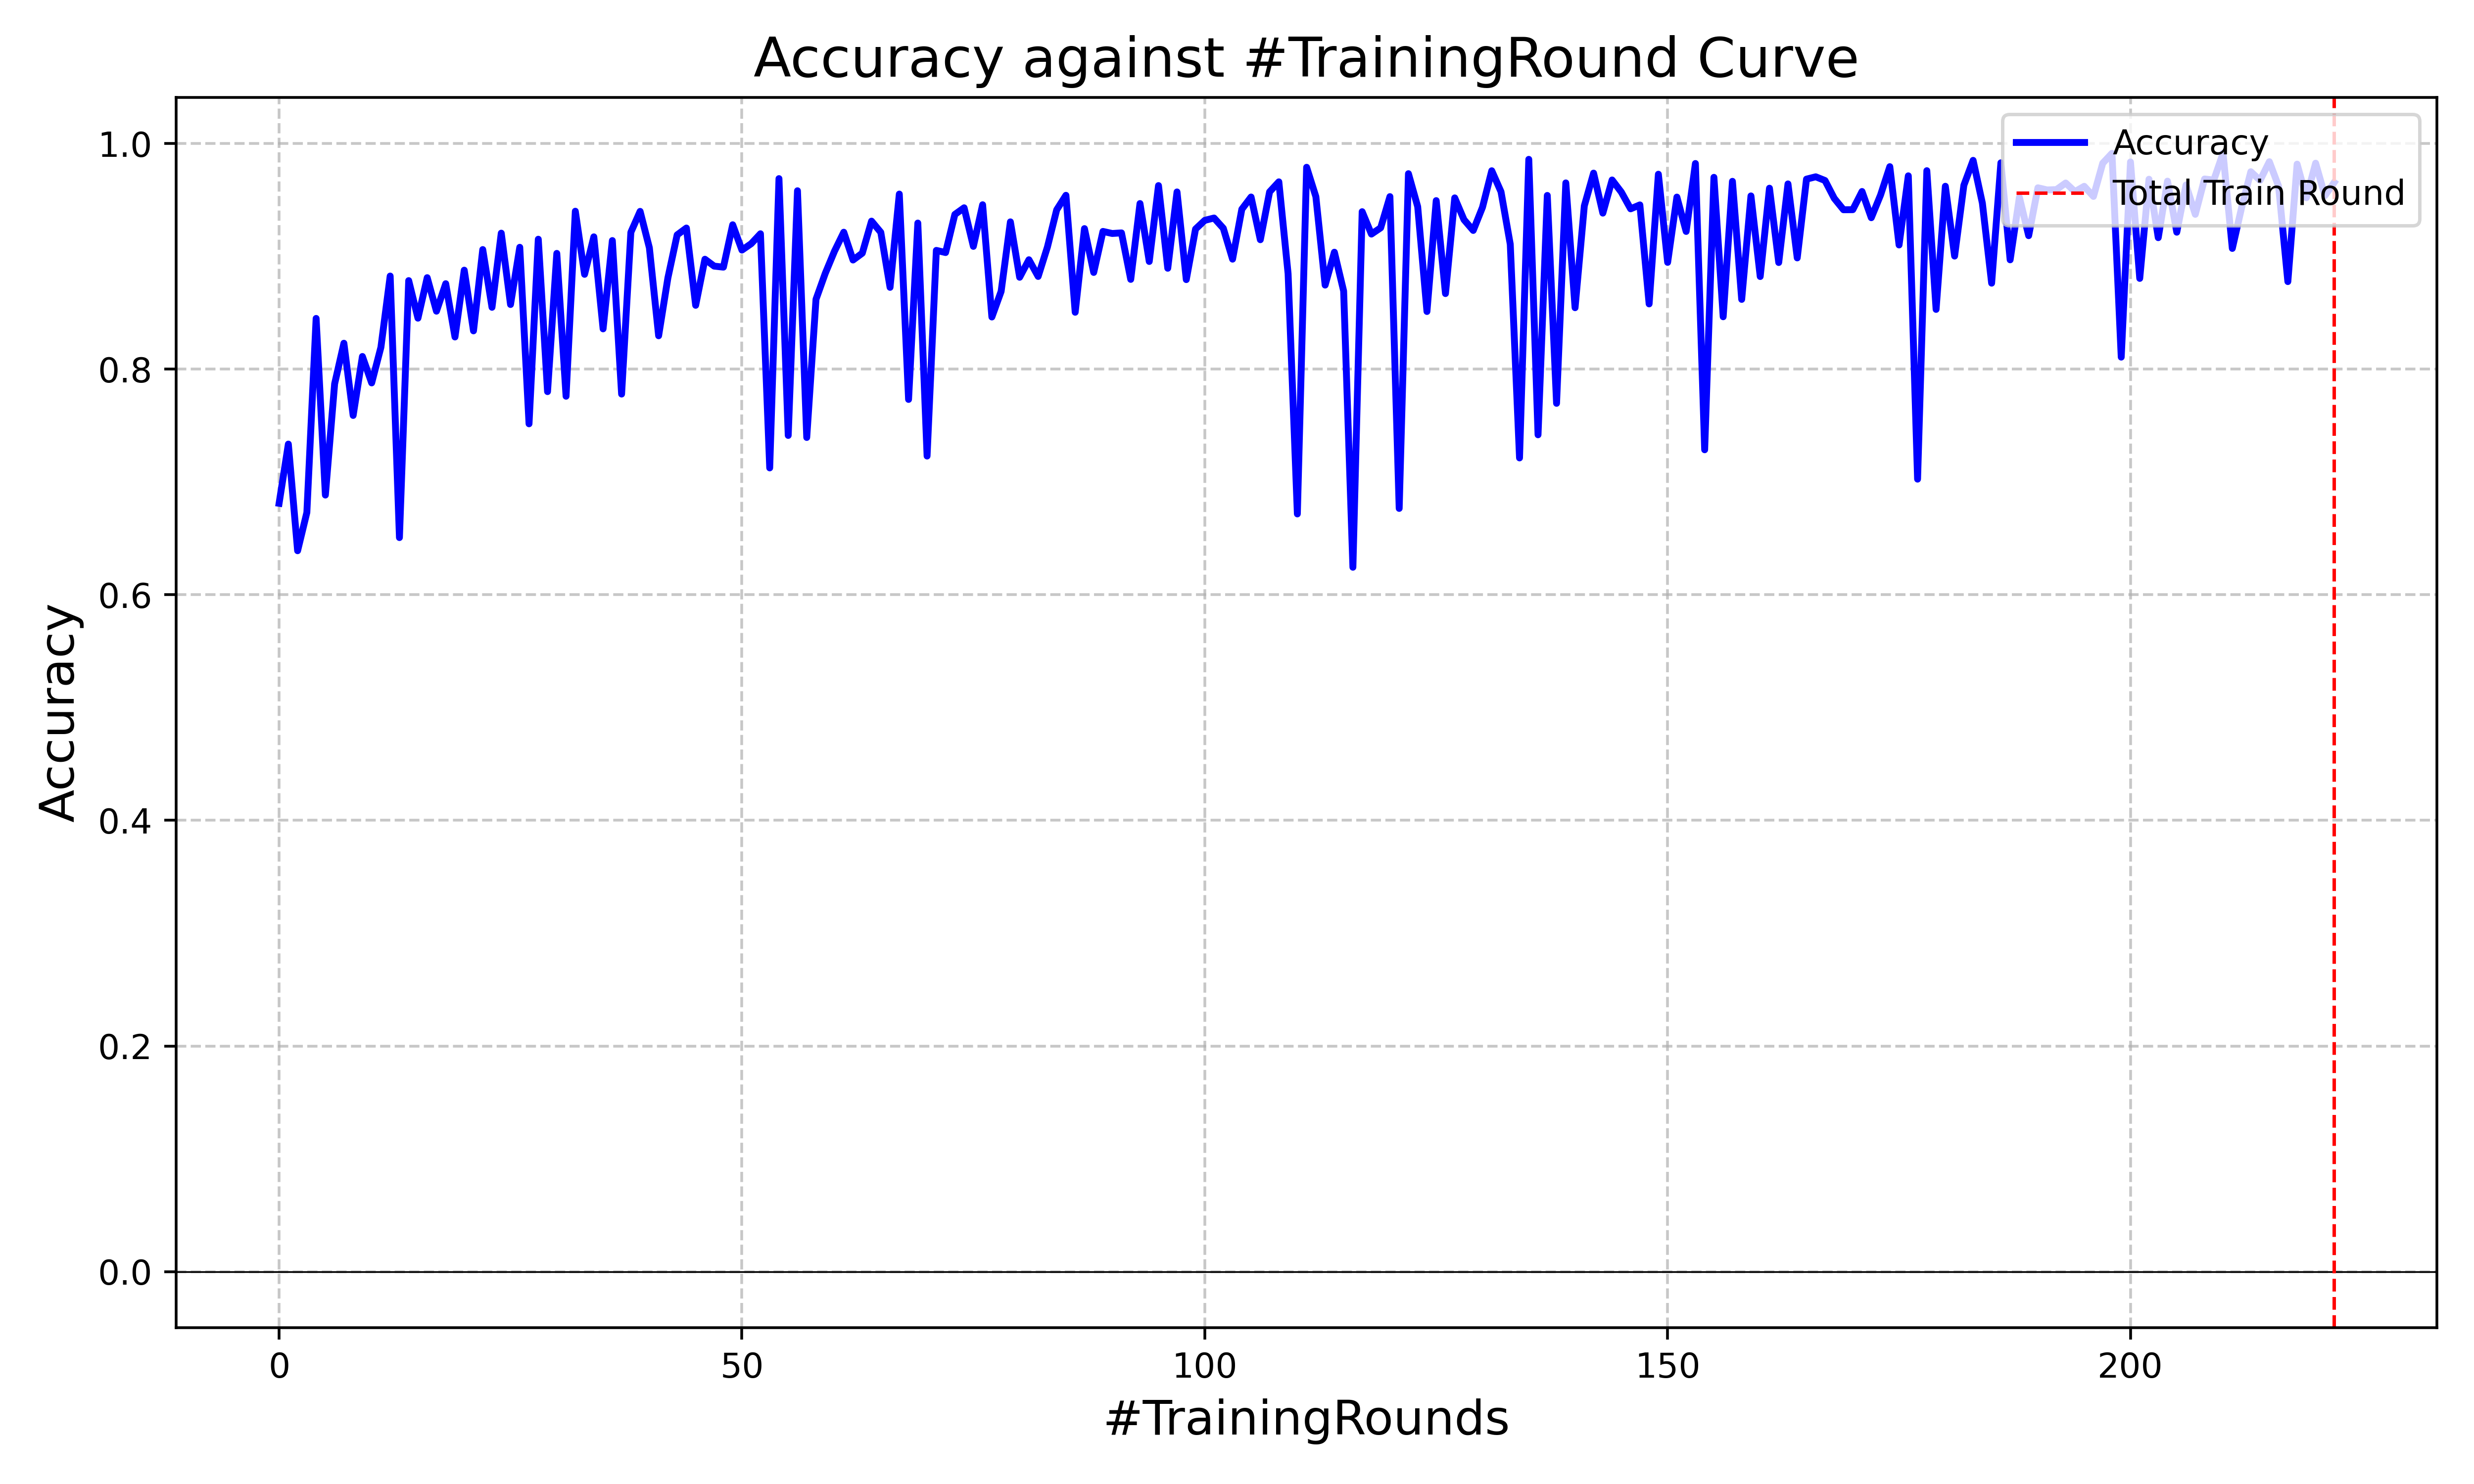 Accuracy against #TrainingRound Curve
Accuracy
Total Train Round
1.0
0.8
0.6
0.4
0.2
0.0
Accuracy
0 50 100 150 200
#TrainingRounds